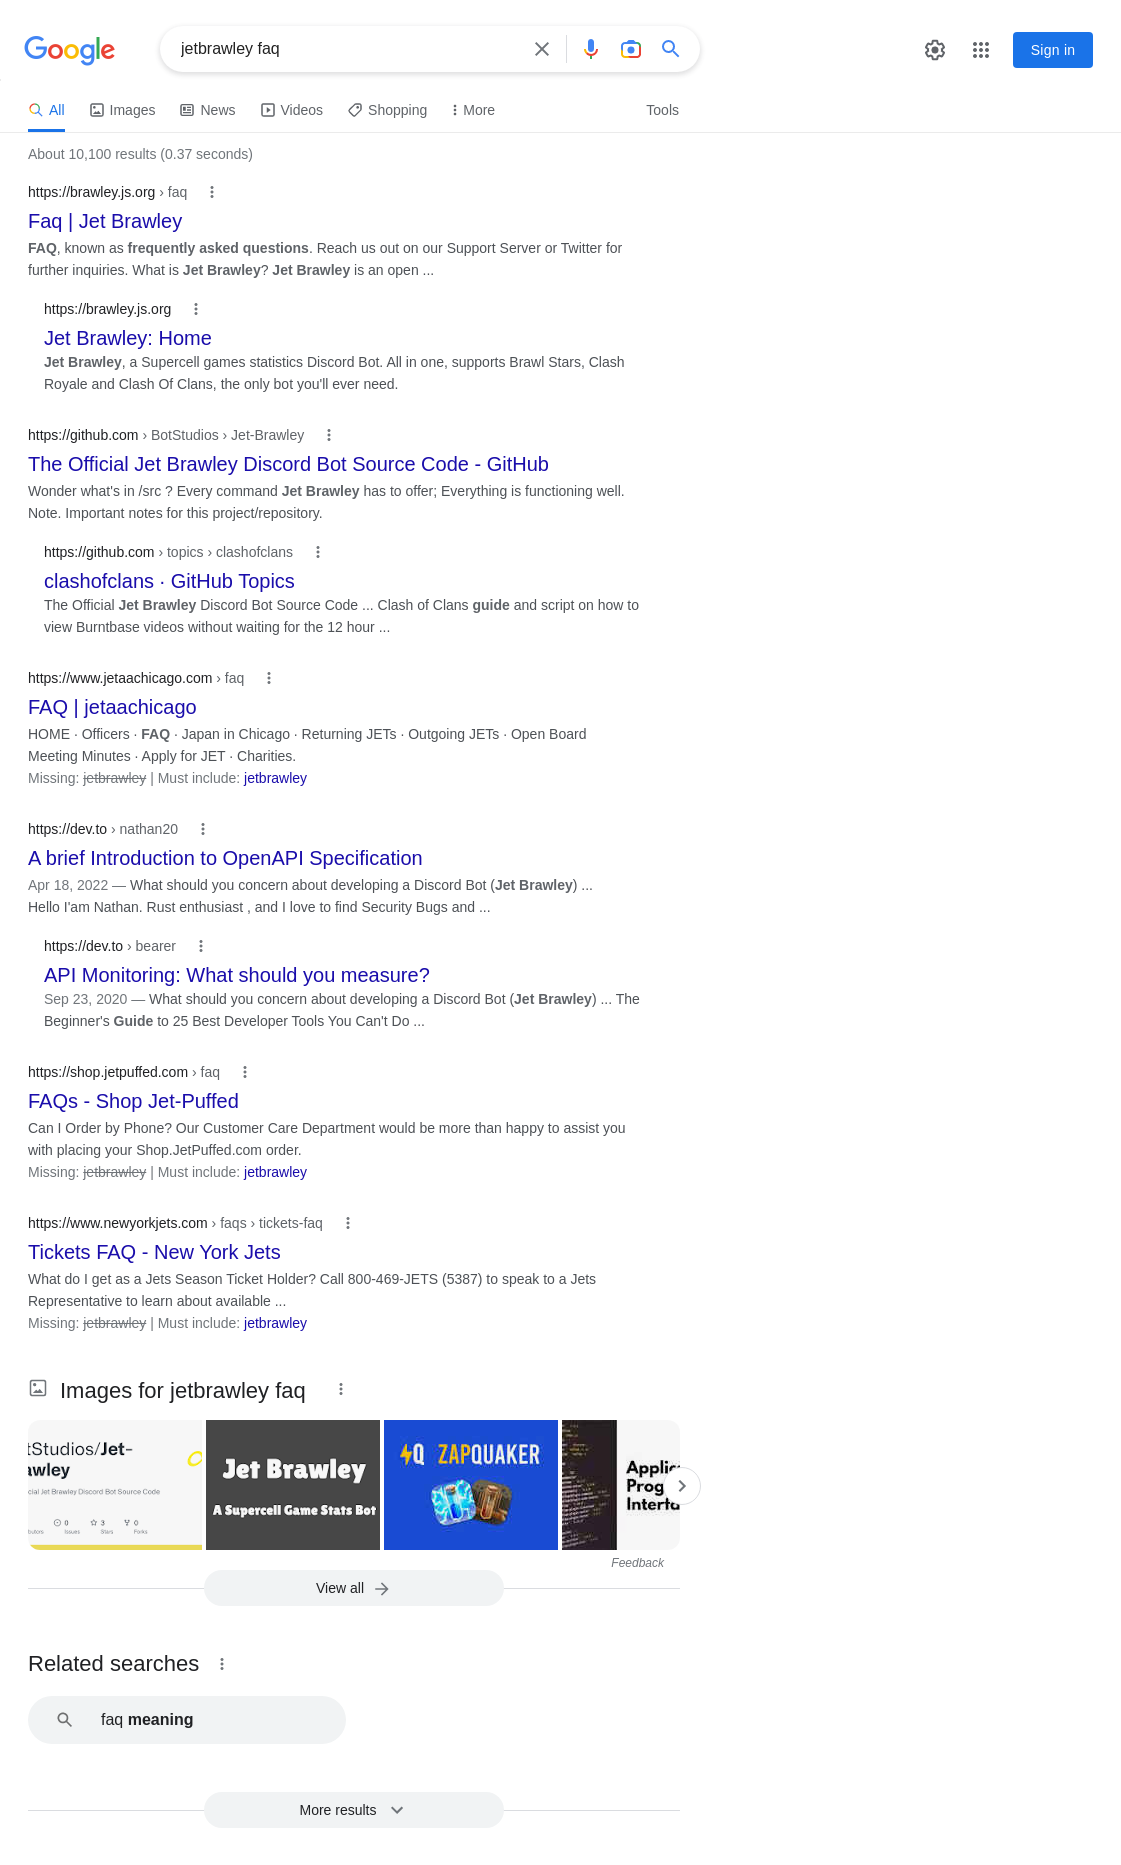 Google
jetbrawley faq
Sign in
All Images News Videos Shopping More Tools
About 10,100 results (0.37 seconds)
https://brawley.js.org › faq
Faq | Jet Brawley
FAQ, known as frequently asked questions. Reach us out on our Support Server or Twitter for
further inquiries. What is Jet Brawley? Jet Brawley is an open ...
https://brawley.js.org
Jet Brawley: Home
Jet Brawley, a Supercell games statistics Discord Bot. All in one, supports Brawl Stars, Clash
Royale and Clash Of Clans, the only bot you'll ever need.
https://github.com › BotStudios › Jet-Brawley
The Official Jet Brawley Discord Bot Source Code - GitHub
Wonder what's in /src ? Every command Jet Brawley has to offer; Everything is functioning well.
Note. Important notes for this project/repository.
https://github.com › topics › clashofclans
clashofclans · GitHub Topics
The Official Jet Brawley Discord Bot Source Code ... Clash of Clans guide and script on how to
view Burntbase videos without waiting for the 12 hour ...
https://www.jetaachicago.com › faq
FAQ | jetaachicago
HOME · Officers · FAQ · Japan in Chicago · Returning JETs · Outgoing JETs · Open Board
Meeting Minutes · Apply for JET · Charities.
Missing: jetbrawley | Must include: jetbrawley
https://dev.to › nathan20
A brief Introduction to OpenAPI Specification
Apr 18, 2022 — What should you concern about developing a Discord Bot (Jet Brawley) ...
Hello I'am Nathan. Rust enthusiast , and I love to find Security Bugs and ...
https://dev.to › bearer
API Monitoring: What should you measure?
Sep 23, 2020 — What should you concern about developing a Discord Bot (Jet Brawley) ... The
Beginner's Guide to 25 Best Developer Tools You Can't Do ...
https://shop.jetpuffed.com › faq
FAQs - Shop Jet-Puffed
Can I Order by Phone? Our Customer Care Department would be more than happy to assist you
with placing your Shop.JetPuffed.com order.
Missing: jetbrawley | Must include: jetbrawley
https://www.newyorkjets.com › faqs › tickets-faq
Tickets FAQ - New York Jets
What do I get as a Jets Season Ticket Holder? Call 800-469-JETS (5387) to speak to a Jets
Representative to learn about available ...
Missing: jetbrawley | Must include: jetbrawley
Images for jetbrawley faq
tStudios/Jet-
awley
cial Jet Brawley Discord Bot Source Code
0 3 0
butors Issues Stars Forks
Jet Brawley
A Supercell Game Stats Bot
Q ZAPQUAKER
Applic
Prog
Interfa
Feedback
View all
Related searches
faq meaning
More results